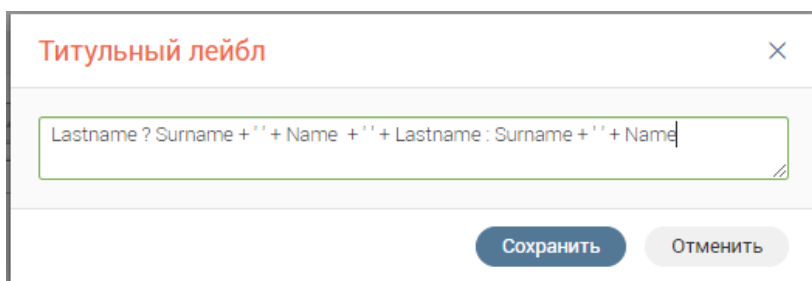 Титульный лейбл
Lastname ? Surname + ' ' + Name  + ' ' + Lastname : Surname + ' ' + Name
Сохранить Отменить